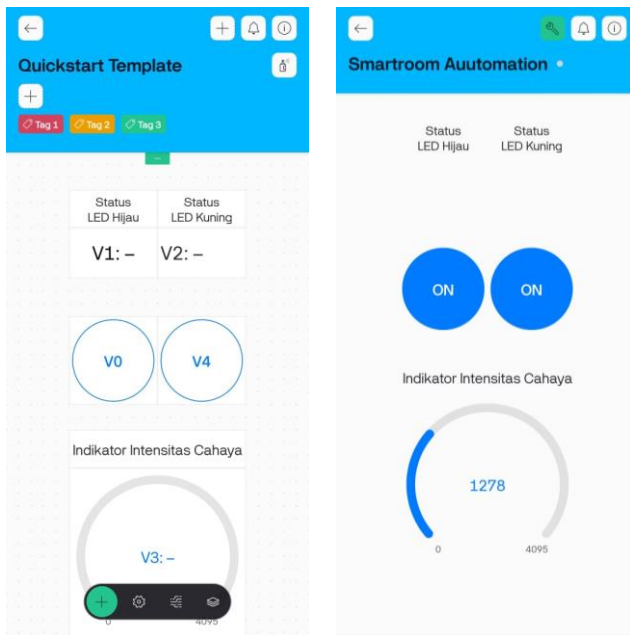 Quickstart Template
Tag 1 Tag 2 Tag 3
Status
LED Hijau
Status
LED Kuning
V1: –
V2: –
V0
V4
Indikator Intensitas Cahaya
V3: –
0
4095
Smartroom Auutomation
Status
LED Hijau
Status
LED Kuning
ON
ON
Indikator Intensitas Cahaya
1278
0
4095